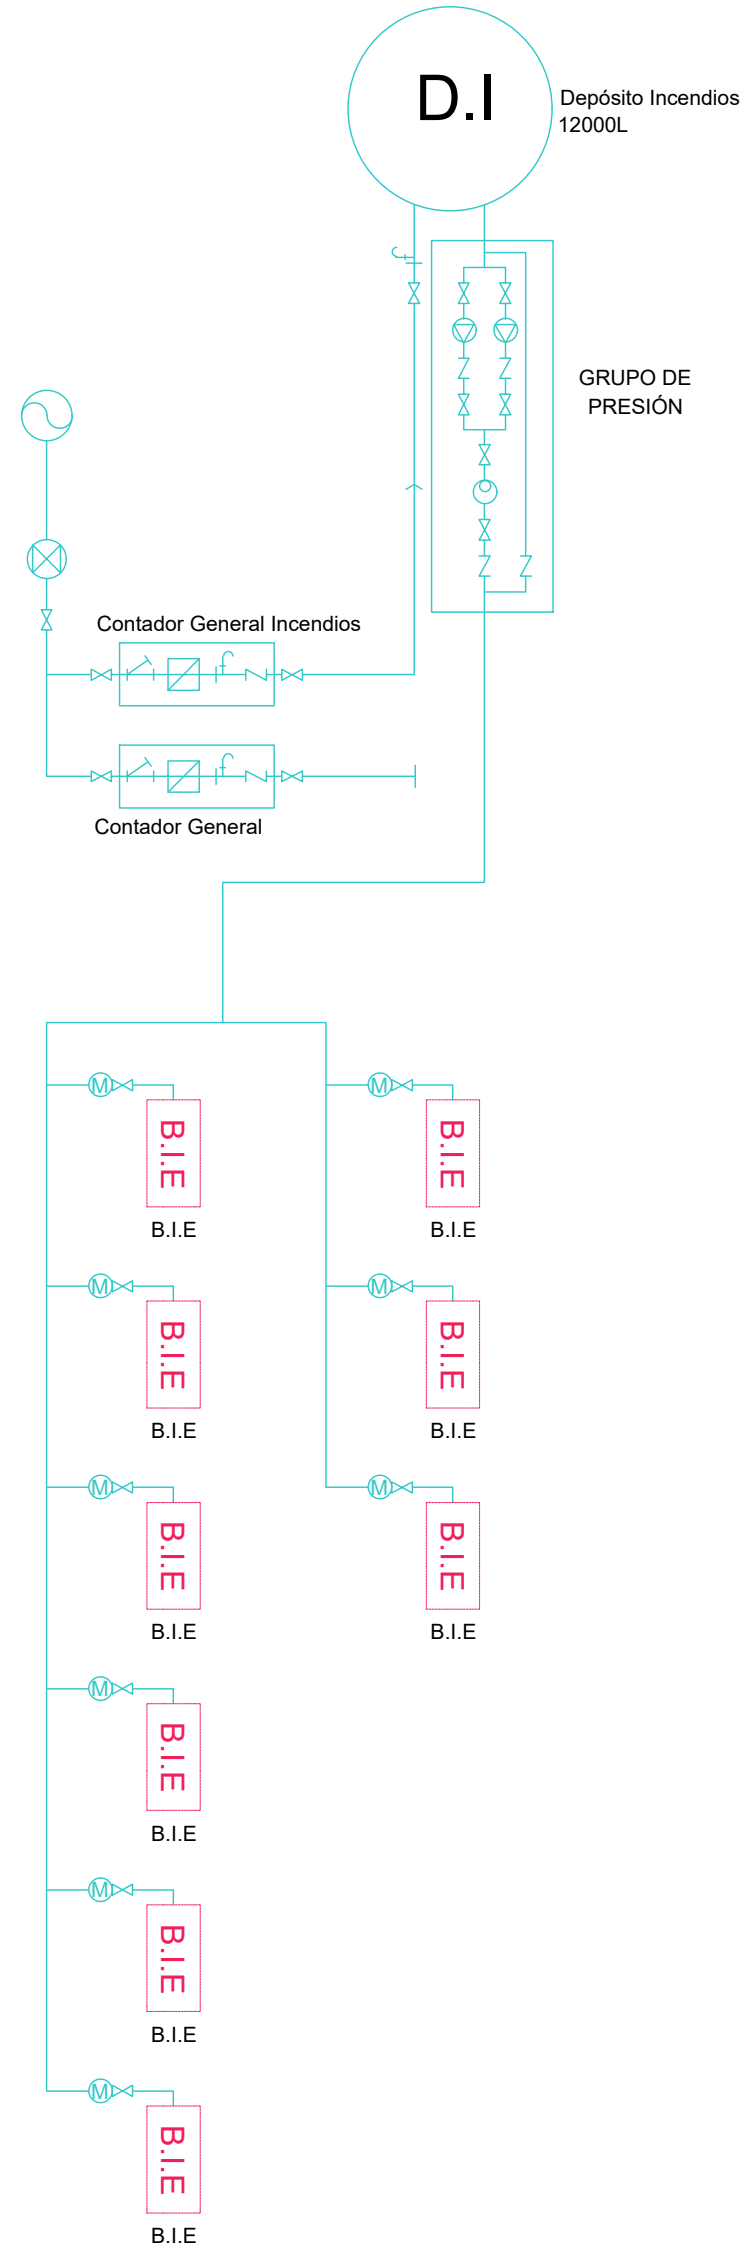 D.I
Depósito Incendios
12000L
GRUPO DE
PRESIÓN
Contador General Incendios
Contador General
M
B.I.E
B.I.E
M
B.I.E
B.I.E
M
B.I.E
B.I.E
M
B.I.E
B.I.E
M
B.I.E
B.I.E
M
B.I.E
B.I.E
M
B.I.E
B.I.E
M
B.I.E
B.I.E
M
B.I.E
B.I.E